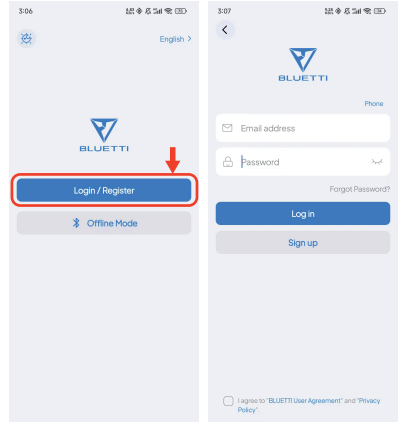 3:06
English >
BLUETTI
Login / Register
Offline Mode
3:07
BLUETTI
Phone
Email address
Password
Forgot Password?
Log in
Sign up
I agree to "BLUETTI User Agreement" and "Privacy
Policy".